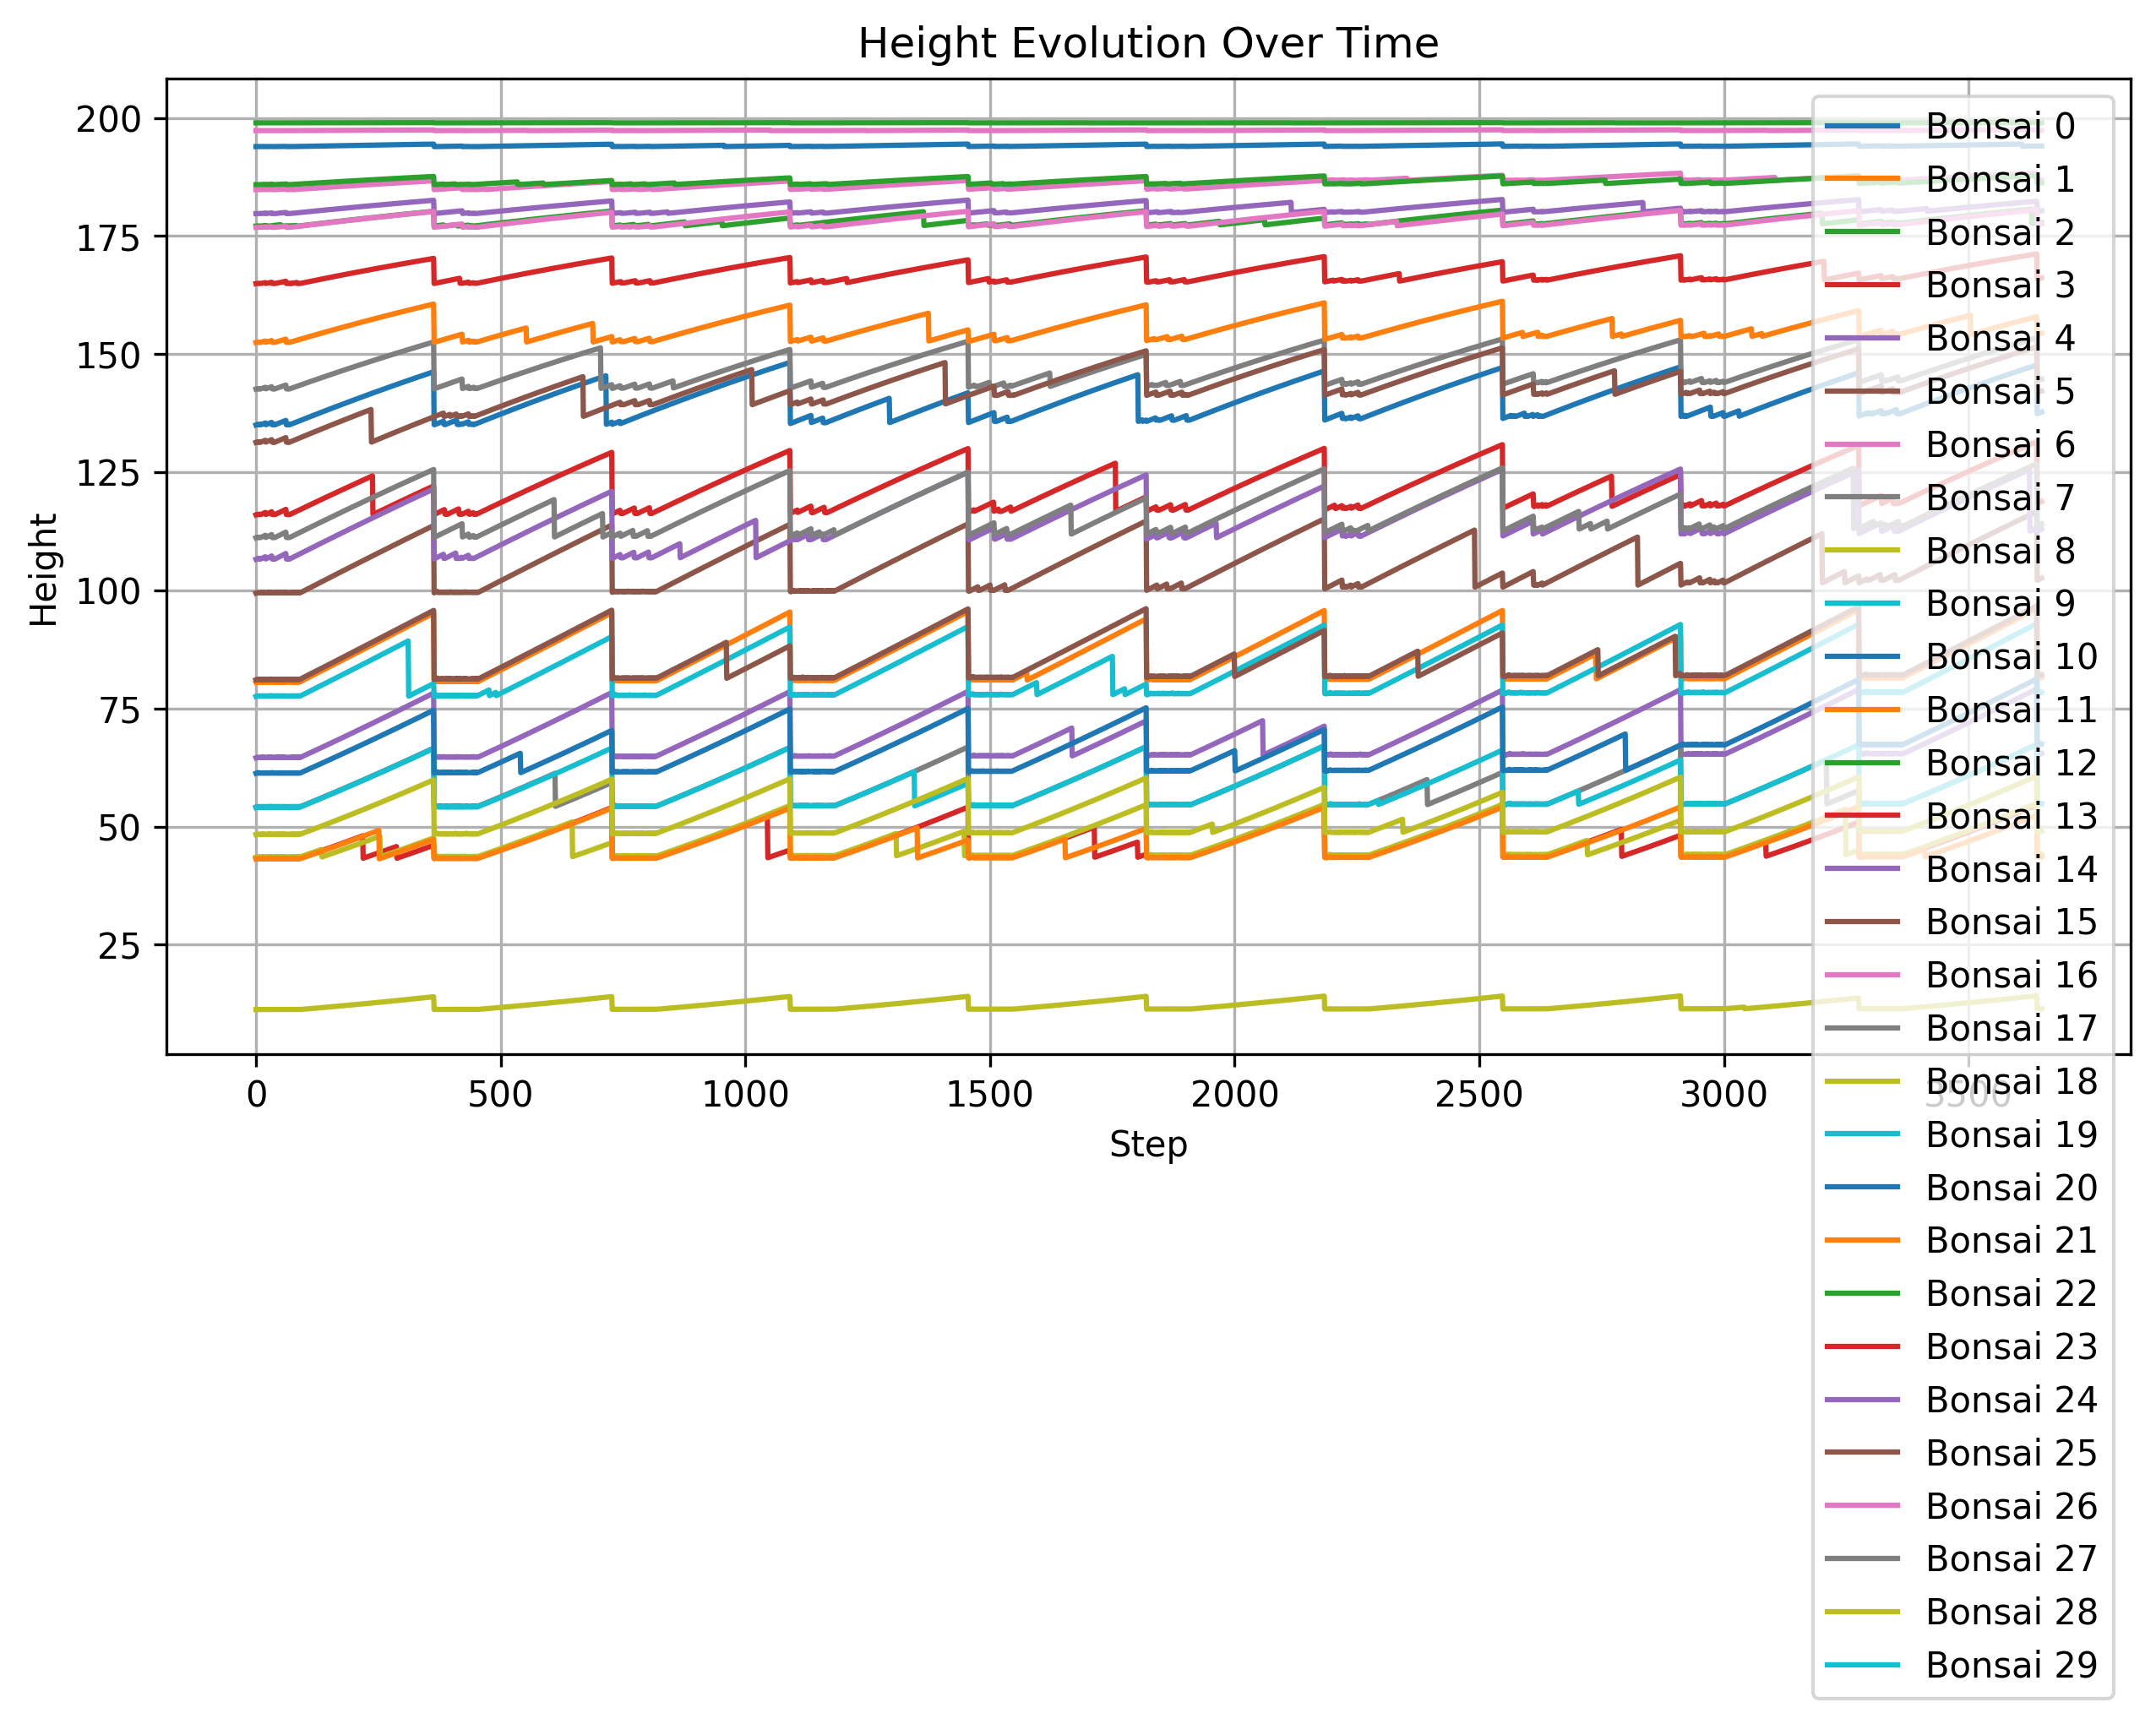 Height Evolution Over Time
Height
200
175
150
125
100
75
50
25
0
500
1000
1500
2000
2500
3000
3500
Step
Bonsai 0
Bonsai 1
Bonsai 2
Bonsai 3
Bonsai 4
Bonsai 5
Bonsai 6
Bonsai 7
Bonsai 8
Bonsai 9
Bonsai 10
Bonsai 11
Bonsai 12
Bonsai 13
Bonsai 14
Bonsai 15
Bonsai 16
Bonsai 17
Bonsai 18
Bonsai 19
Bonsai 20
Bonsai 21
Bonsai 22
Bonsai 23
Bonsai 24
Bonsai 25
Bonsai 26
Bonsai 27
Bonsai 28
Bonsai 29